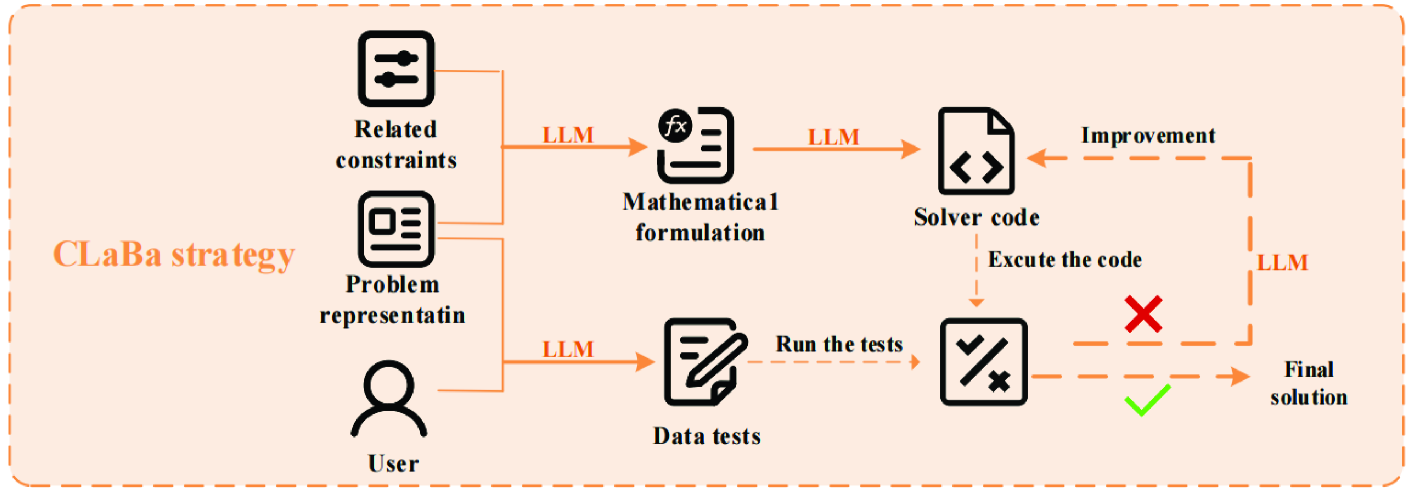 Related
constraints
LLM
LLM
Improvement
Mathematical
formulation
Solver code
CLaBa strategy
Problem
representatin
Excute the code
LLM
LLM
Run the tests
Final
solution
Data tests
User
fx